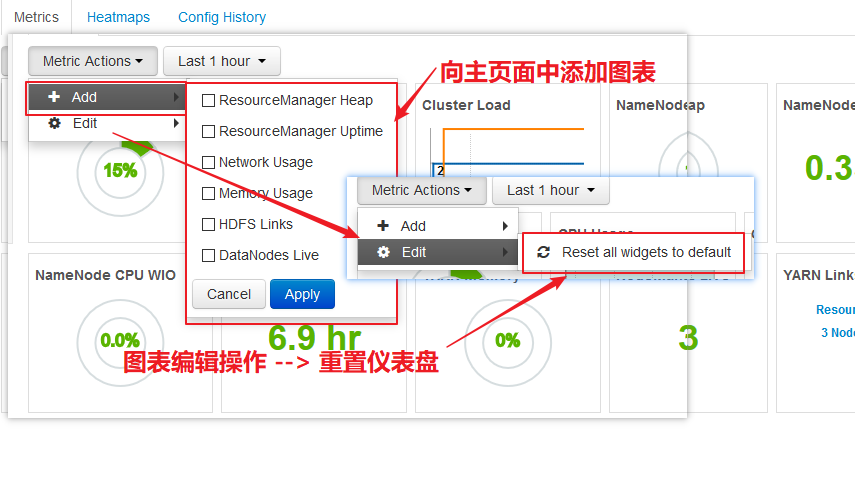 Metrics
Heatmaps
Config History
Metric Actions
Last 1 hour
向主页面中添加图表
Add
Edit
ResourceManager Heap
ResourceManager Uptime
Network Usage
Memory Usage
HDFS Links
DataNodes Live
Cancel
Apply
15%
Cluster Load
2
NameNode
NameNode
0.3
Metric Actions
Last 1 hour
Add
Edit
Reset all widgets to default
NameNode CPU WIO
0.0%
6.9 hr
0%
3
YARN Links
Resour
3 Node
图表编辑操作 --> 重置仪表盘